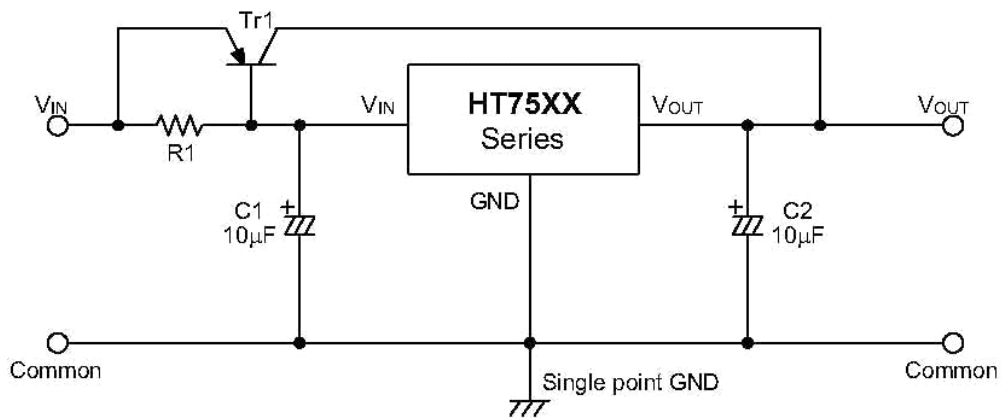 Tr1
VIN
R1
VIN
HT75XX
Series
VOUT
VOUT
GND
C1
10μF
+
+
C2
10μF
Common
Single point GND
Common